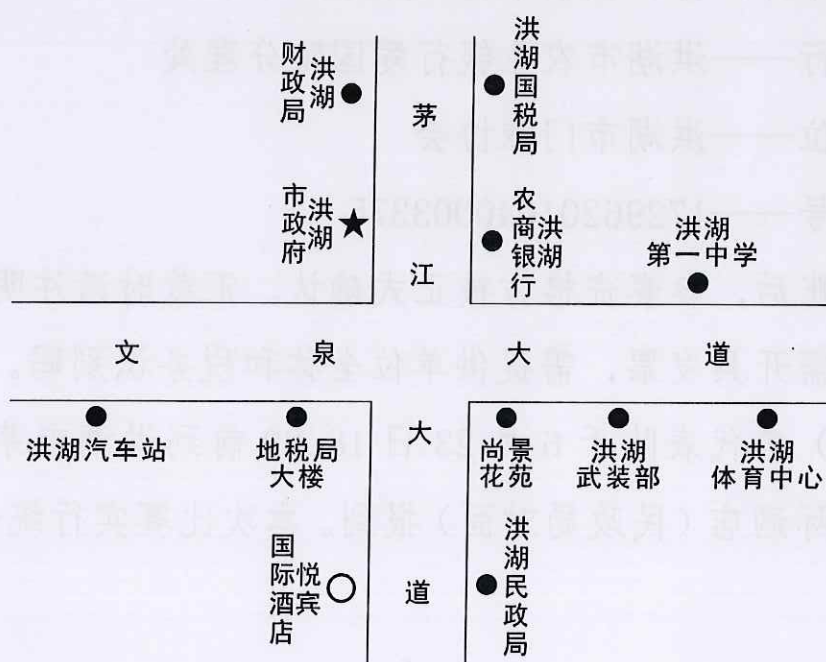 洪湖
财政局
洪湖国税局
洪湖
市政府
洪湖
农商银行
洪湖
第一中学
茅江大道
文泉大道
洪湖汽车站
地税局
大楼
尚景
花苑
洪湖
武装部
洪湖
体育中心
悦宾
国际酒店
洪湖民政局